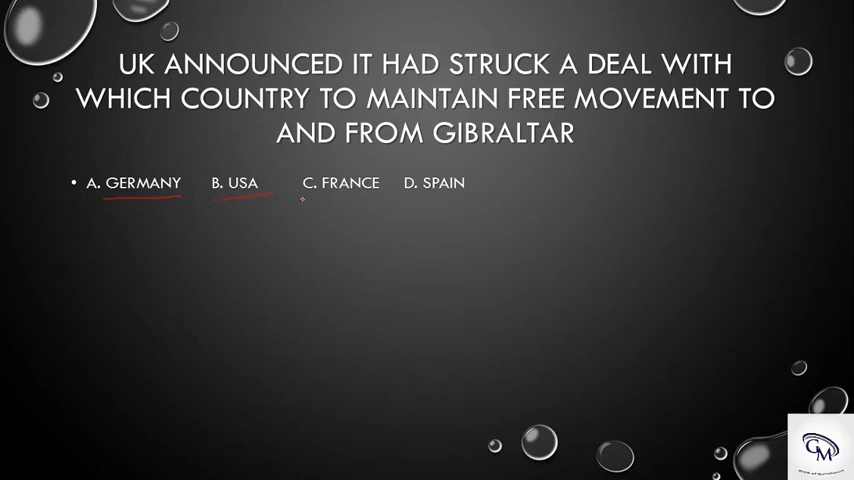 UK ANNOUNCED IT HAD STRUCK A DEAL WITH
WHICH COUNTRY TO MAINTAIN FREE MOVEMENT TO
AND FROM GIBRALTAR
• A. GERMANY B. USA C. FRANCE D. SPAIN
GM